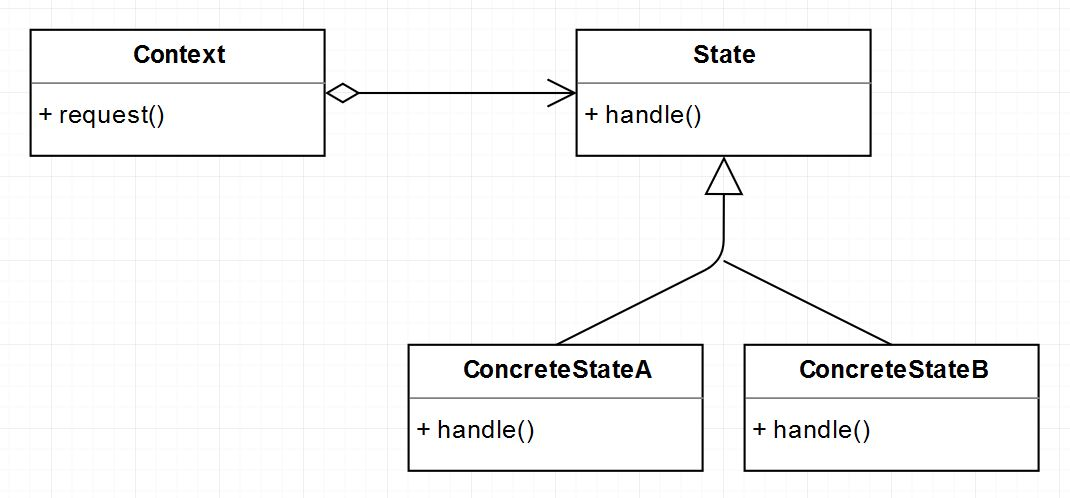 Context
+ request()
State
+ handle()
ConcreteStateA
+ handle()
ConcreteStateB
+ handle()